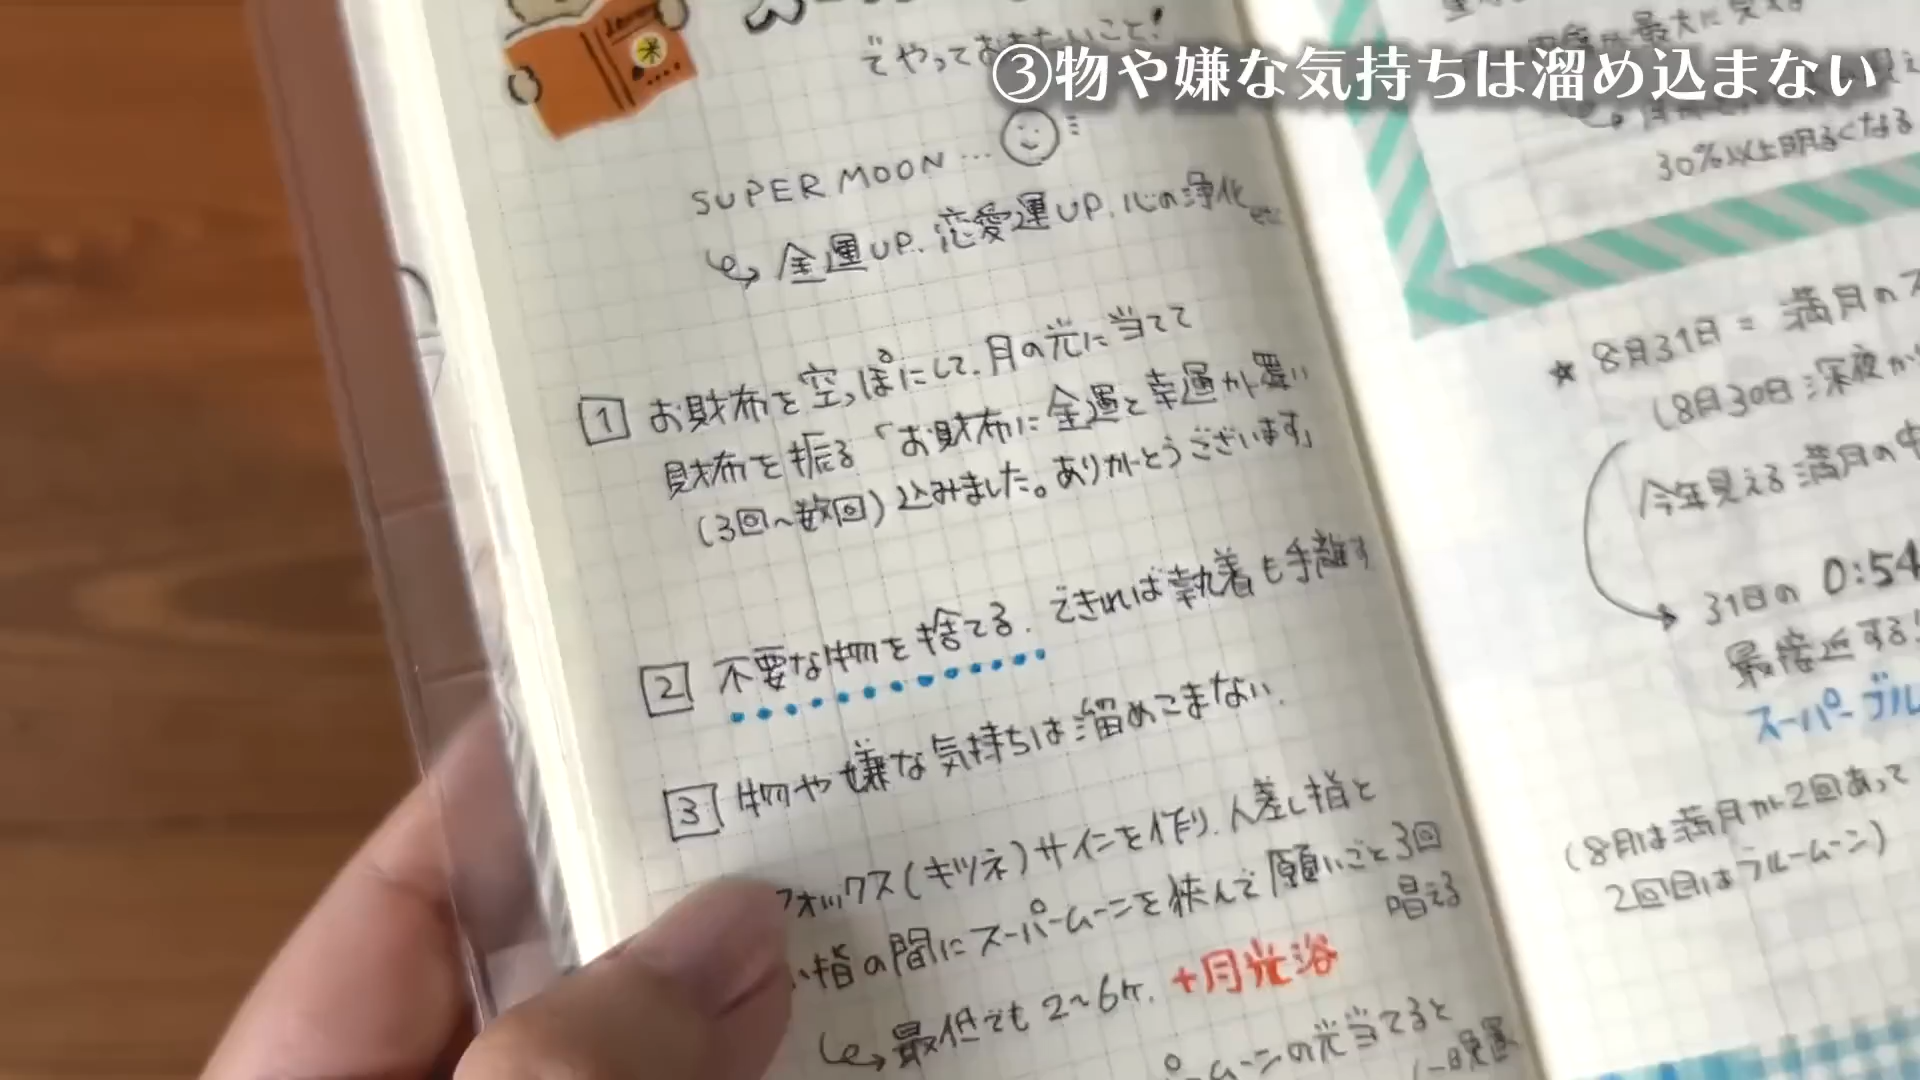 ③物や嫌な気持ちは溜め込まない
でやっておきたいこと!
SUPER MOON…
金運UP. 恋愛運UP. 心の浄化 etc
1 お財布を空っぽにして、月の光に当てて
財布を振る「お財布に金運と幸運が舞い
(3回〜数回) 込みました。ありがとうございます」
2 不要な物を捨てる. できれば執着も手離す
3 物や嫌な気持ちは溜めこまない.
フォックス(キツネ)サインを作り. 人差し指と
指の間にスーパームーンを挟んで願いごと3回
唱える
最低でも2~6ヶ. +月光浴
ームーンの光当てると
30%以上明るくなる
★8月31日 = 満月の
(8月30日深夜か
今年見える満月の中
31日の 0:54
最接近する!
スーパーブル
(8月は満月が2回あって
2回目はブルームーン)